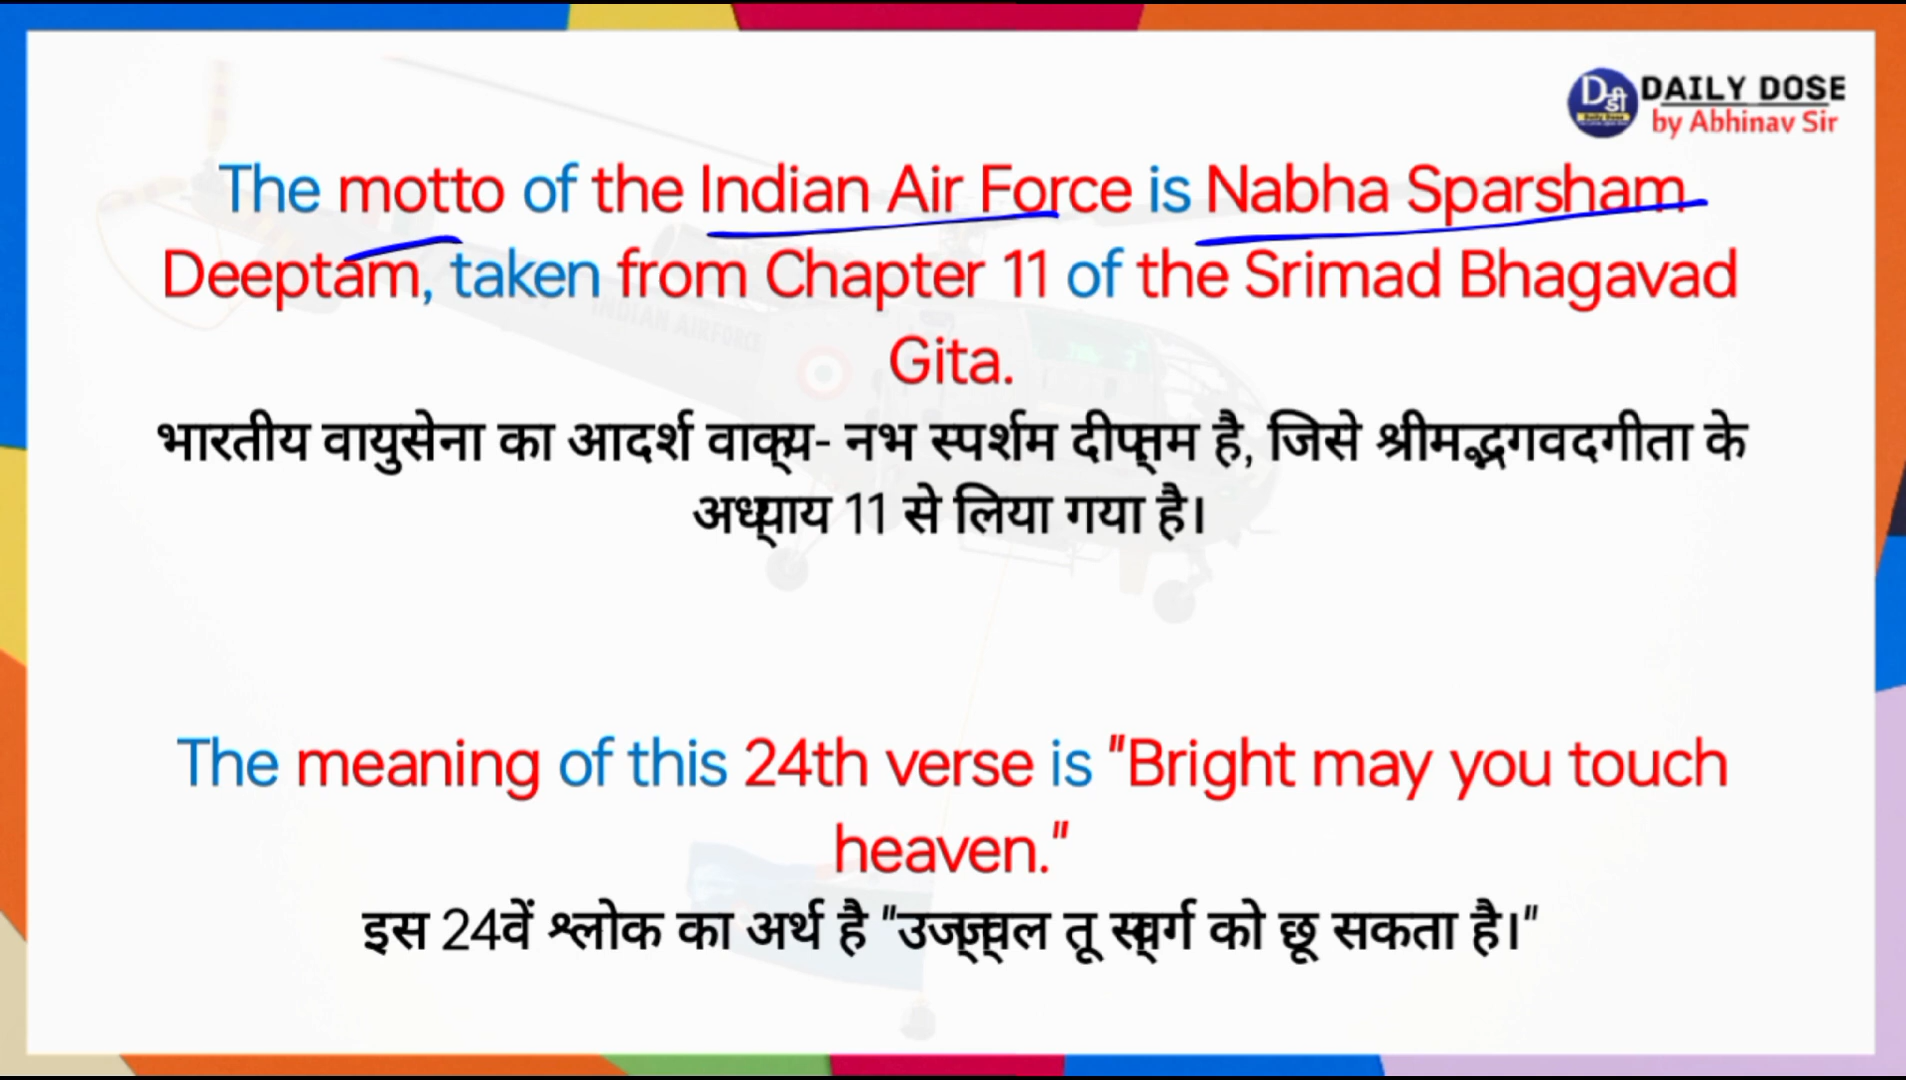 DAILY DOSE
by Abhinav Sir
The motto of the Indian Air Force is Nabha Sparsham
Deeptam, taken from Chapter 11 of the Srimad Bhagavad
Gita.
भारतीय वायुसेना का आदर्श वाक्य- नभ स्पर्शम दीप्तम है, जिसे श्रीमद्भगवदगीता के
अध्याय 11 से लिया गया है।
INDIAN AIRFORCE
The meaning of this 24th verse is "Bright may you touch
heaven."
इस 24वें श्लोक का अर्थ है "उज्ज्वल तू स्वर्ग को छू सकता है।"